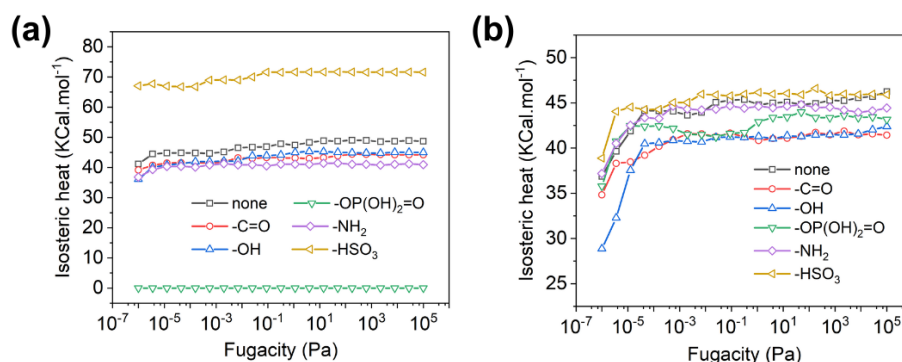 (a)
80
70
60
50
40
30
20
10
0
Isosteric heat (KCal.mol⁻¹)
none
-C=O
-OH
-OP(OH)₂=O
-NH₂
-HSO₃
10⁻⁷ 10⁻⁵ 10⁻³ 10⁻¹ 10¹ 10³ 10⁵
Fugacity (Pa)
(b)
50
45
40
35
30
25
Isosteric heat (KCal.mol⁻¹)
none
-C=O
-OH
-OP(OH)₂=O
-NH₂
-HSO₃
10⁻⁷ 10⁻⁵ 10⁻³ 10⁻¹ 10¹ 10³ 10⁵
Fugacity (Pa)